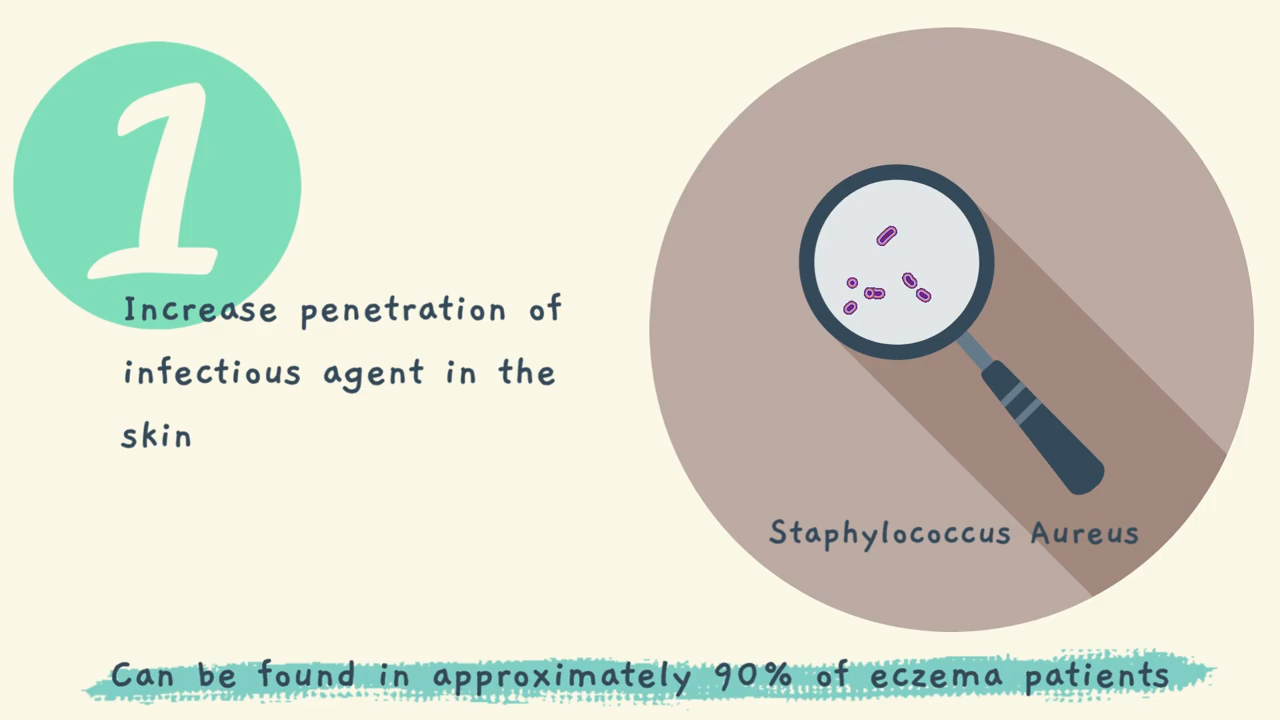 1
Increase penetration of
infectious agent in the
skin
Staphylococcus Aureus
Can be found in approximately 90% of eczema patients